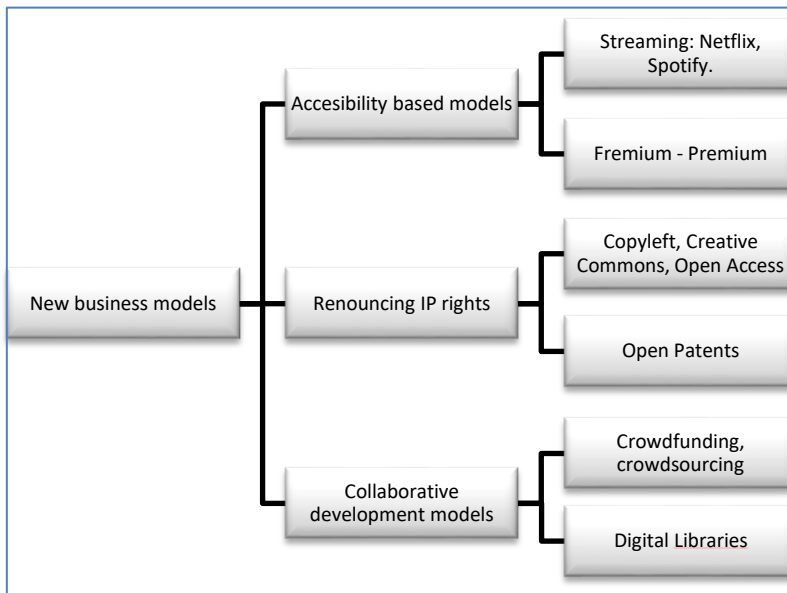 New business models
Accesibility based models
Streaming: Netflix,
Spotify.
Fremium - Premium
Renouncing IP rights
Copyleft, Creative
Commons, Open Access
Open Patents
Collaborative
development models
Crowdfunding,
crowdsourcing
Digital Libraries